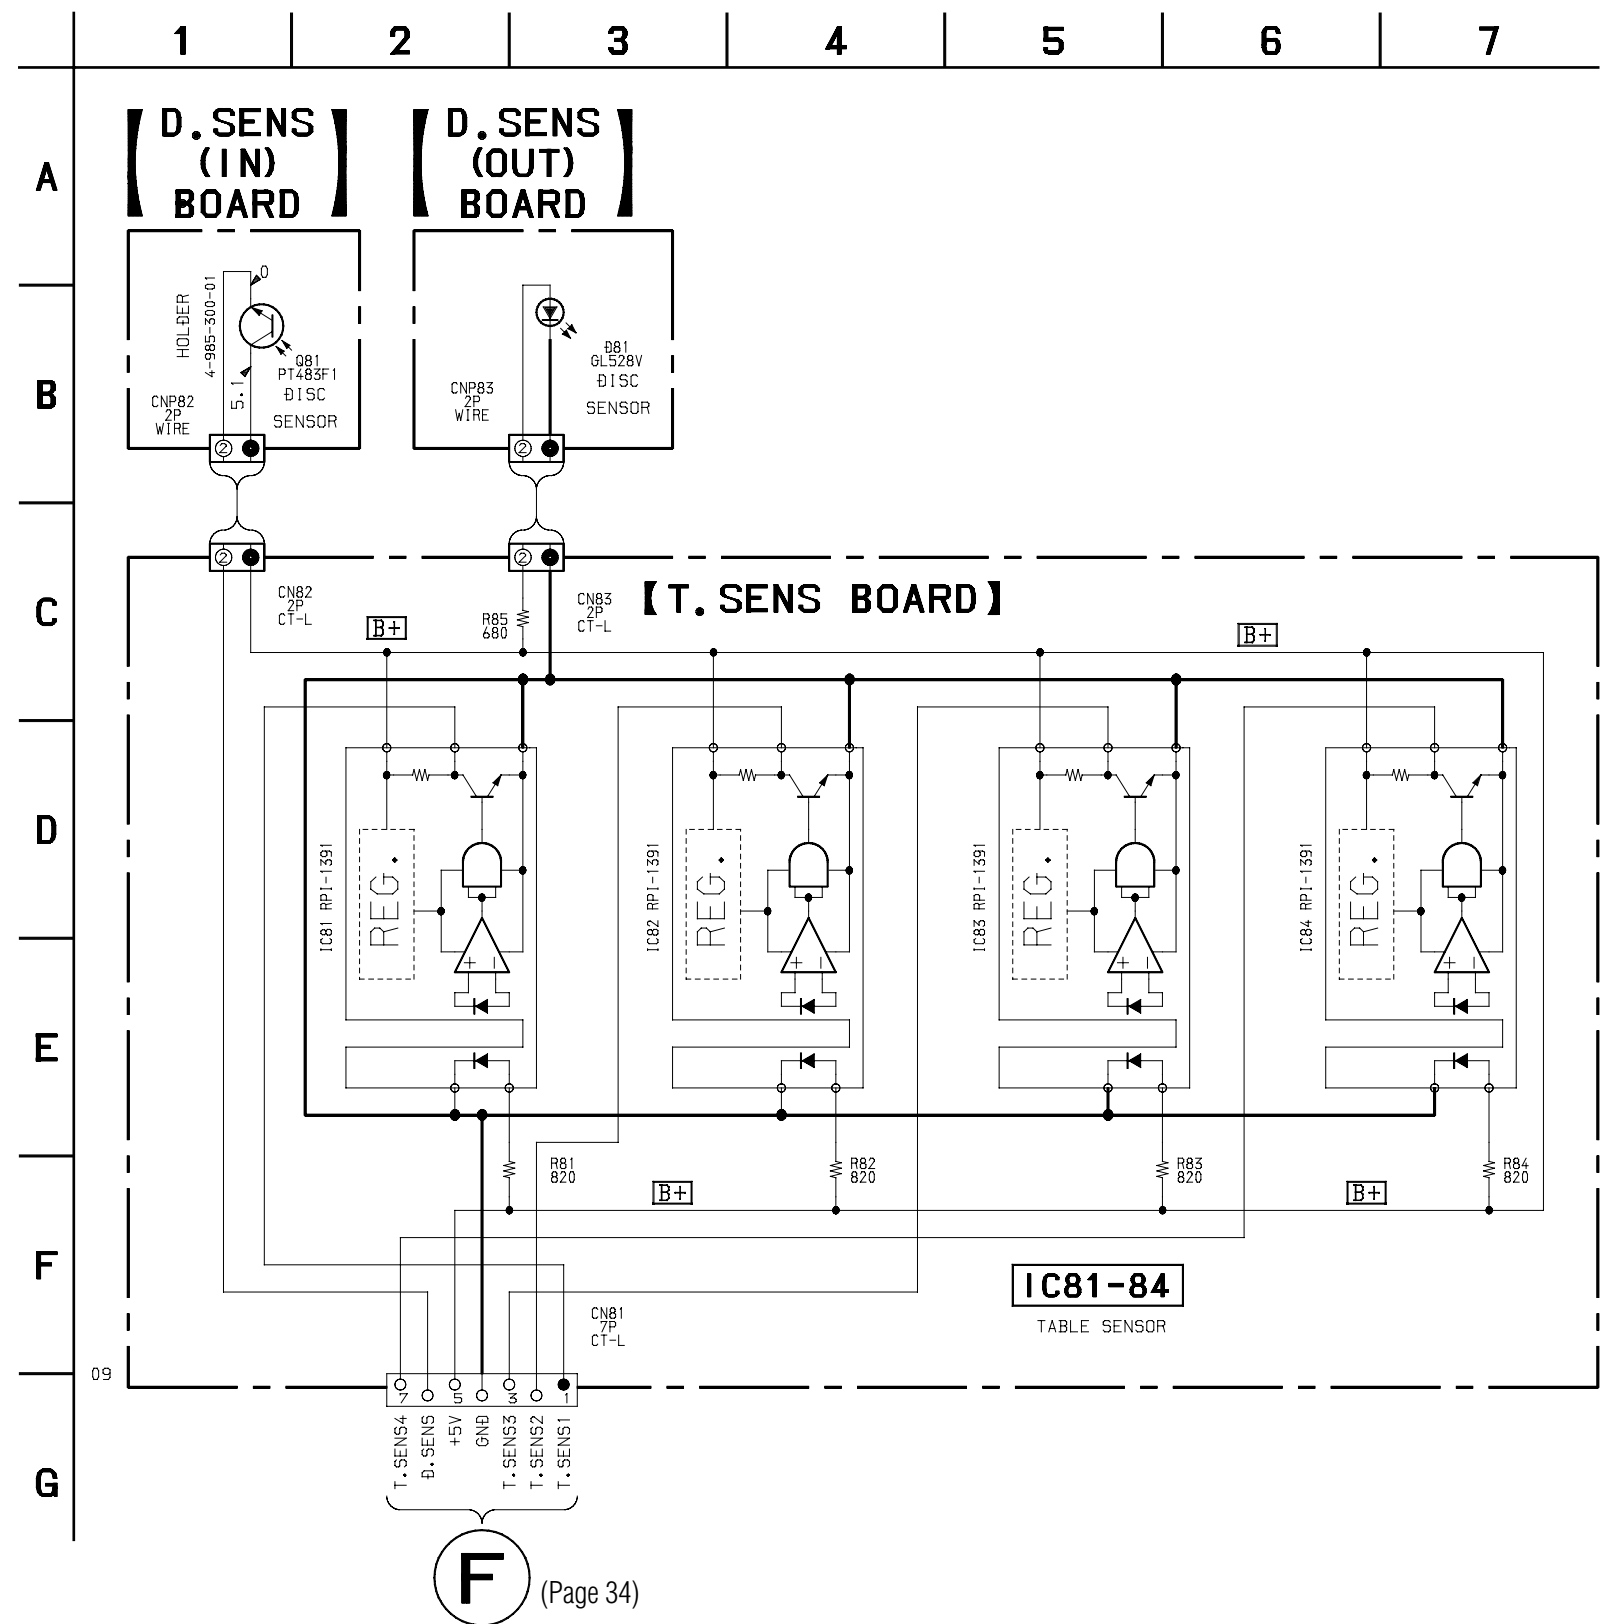 1 2 3 4 5 6 7
A
B
C
D
E
F
G
【 D.SENS
(IN)
BOARD 】
【 D.SENS
(OUT)
BOARD 】
HOLDER
4-985-300-01
0
5.1
Q81
PT483F1
DISC
SENSOR
CNP82
2P
WIRE
2
D81
GL528V
DISC
SENSOR
CNP83
2P
WIRE
2
2
CN82
2P
CT-L
2
CN83
2P
CT-L
R85
680
【T.SENS BOARD】
B+
B+
IC81 RPI-1391
REG.
+ −
IC82 RPI-1391
REG.
+ −
IC83 RPI-1391
REG.
+ −
IC84 RPI-1391
REG.
+ −
R81
820
R82
820
R83
820
R84
820
B+
B+
IC81-84
TABLE SENSOR
CN81
7P
CT-L
09
7 5 3 1
T.SENS4
D.SENS
+5V
GND
T.SENS3
T.SENS2
T.SENS1
F
(Page 34)